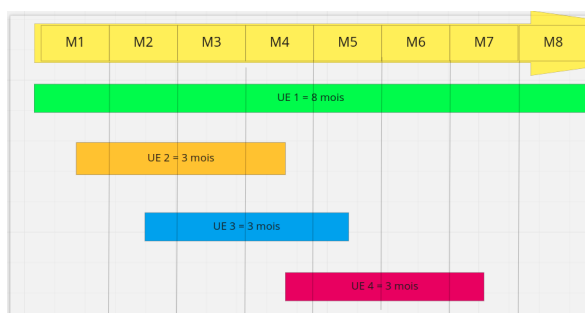 M1 M2 M3 M4 M5 M6 M7 M8
UE 1 = 8 mois
UE 2 = 3 mois
UE 3 = 3 mois
UE 4 = 3 mois